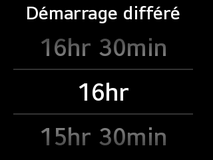 Démarrage différé
16hr 30min
16hr
15hr 30min